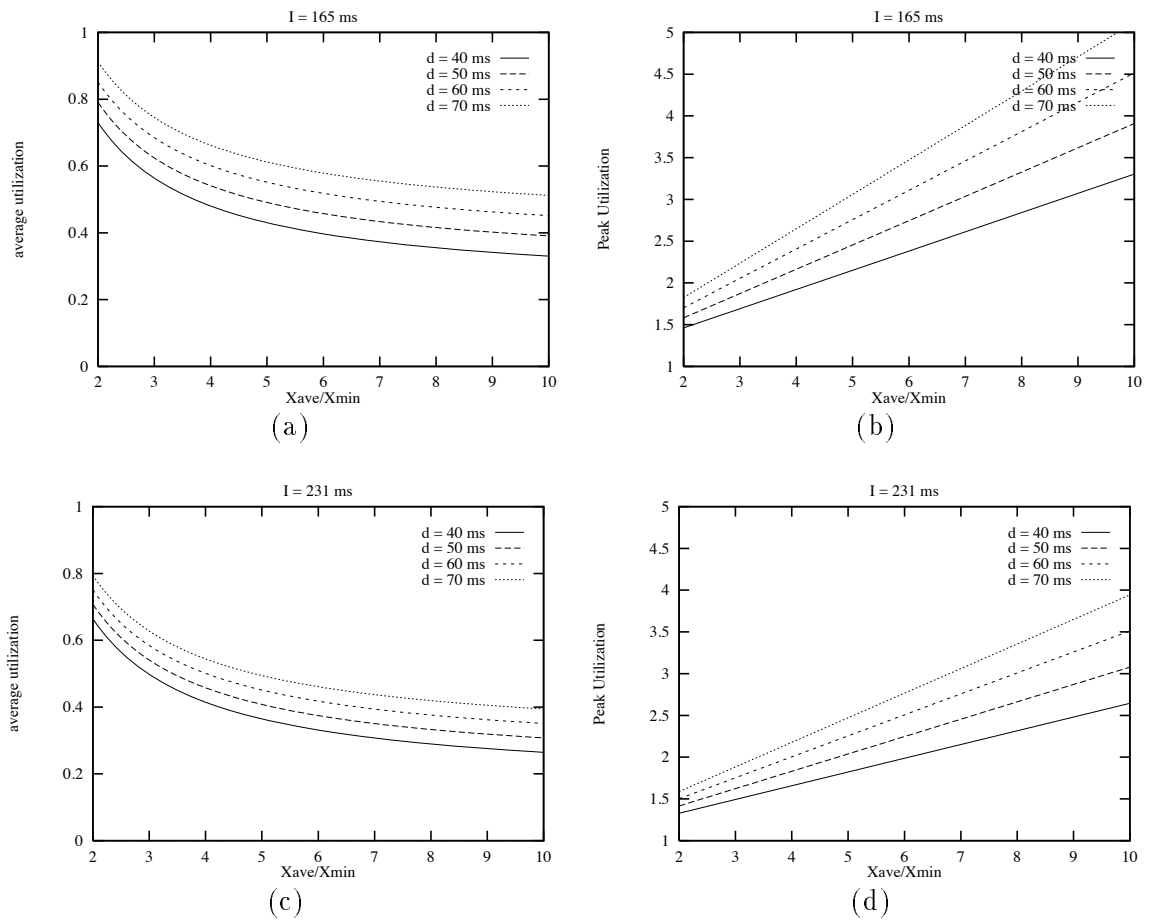 I = 165 ms
1
0.8
0.6
0.4
0.2
0
average utilization
d = 40 ms
d = 50 ms
d = 60 ms
d = 70 ms
2 3 4 5 6 7 8 9 10
Xave/Xmin
(a)
I = 165 ms
5
4.5
4
3.5
3
2.5
2
1.5
1
Peak Utilization
d = 40 ms
d = 50 ms
d = 60 ms
d = 70 ms
2 3 4 5 6 7 8 9 10
Xave/Xmin
(b)
I = 231 ms
1
0.8
0.6
0.4
0.2
0
average utilization
d = 40 ms
d = 50 ms
d = 60 ms
d = 70 ms
2 3 4 5 6 7 8 9 10
Xave/Xmin
(c)
I = 231 ms
5
4.5
4
3.5
3
2.5
2
1.5
1
Peak Utilization
d = 40 ms
d = 50 ms
d = 60 ms
d = 70 ms
2 3 4 5 6 7 8 9 10
Xave/Xmin
(d)